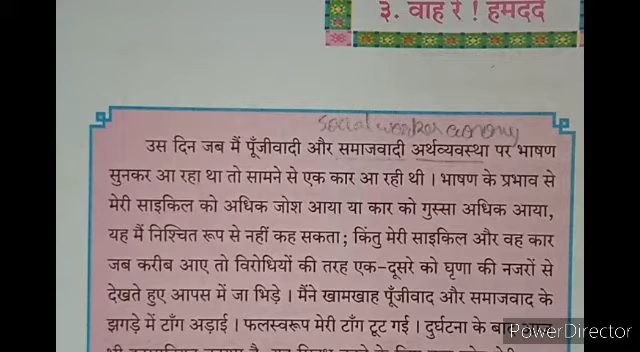 ३. वाह रे ! हमदर्द
social worker economy
उस दिन जब मैं पूँजीवादी और समाजवादी अर्थव्यवस्था पर भाषण
सुनकर आ रहा था तो सामने से एक कार आ रही थी । भाषण के प्रभाव से
मेरी साइकिल को अधिक जोश आया या कार को गुस्सा अधिक आया,
यह मैं निश्चित रूप से नहीं कह सकता; किंतु मेरी साइकिल और वह कार
जब करीब आए तो विरोधियों की तरह एक-दूसरे को घृणा की नजरों से
देखते हुए आपस में जा भिड़े । मैंने खामखाह पूँजीवाद और समाजवाद के
झगड़े में टाँग अड़ाई । फलस्वरूप मेरी टाँग टूट गई । दुर्घटना के बाद
PowerDirector